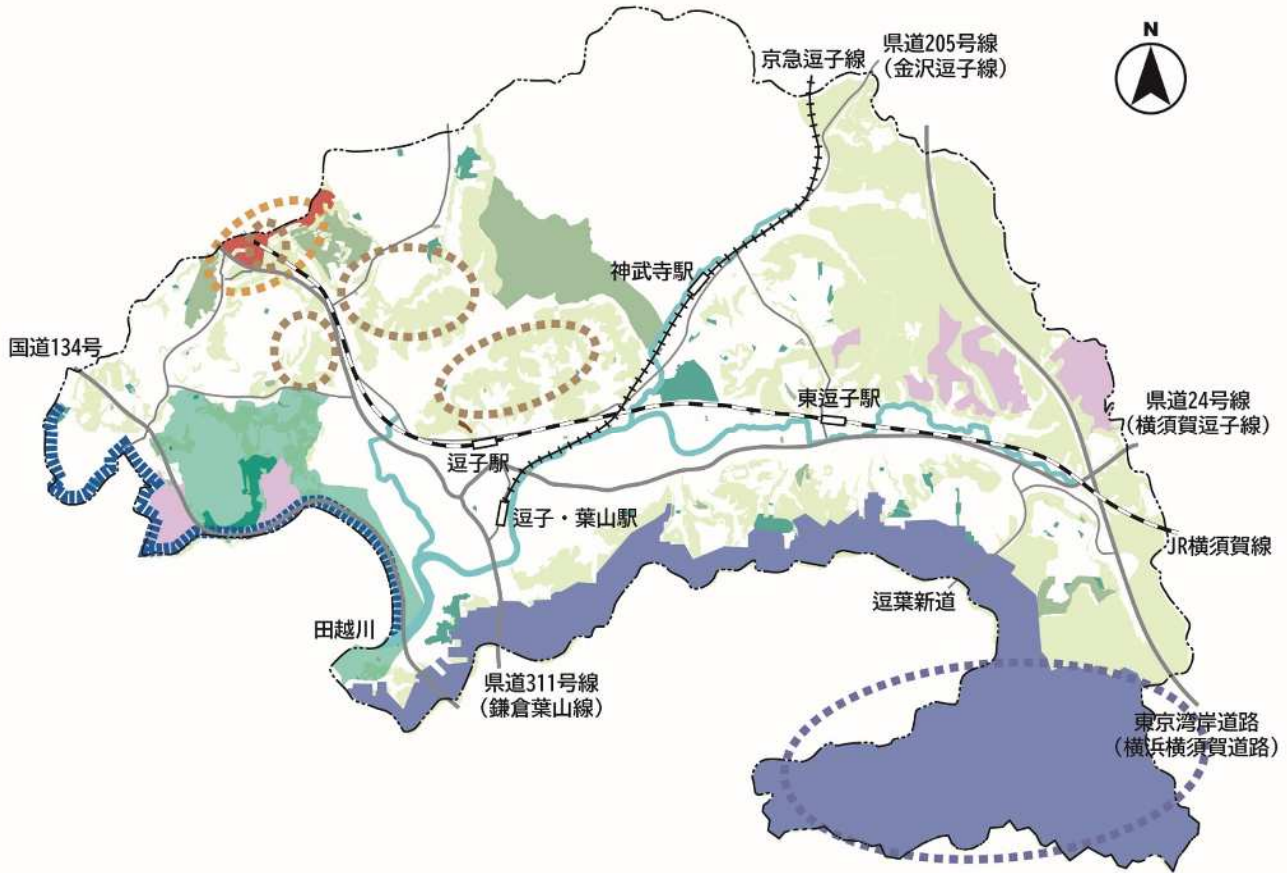 N
京急逗子線
県道205号線
（金沢逗子線）
神武寺駅
国道134号
東逗子駅
県道24号線
（横須賀逗子線）
逗子駅
逗子・葉山駅
JR横須賀線
逗葉新道
田越川
県道311号線
（鎌倉葉山線）
東京湾岸道路
（横浜横須賀道路）